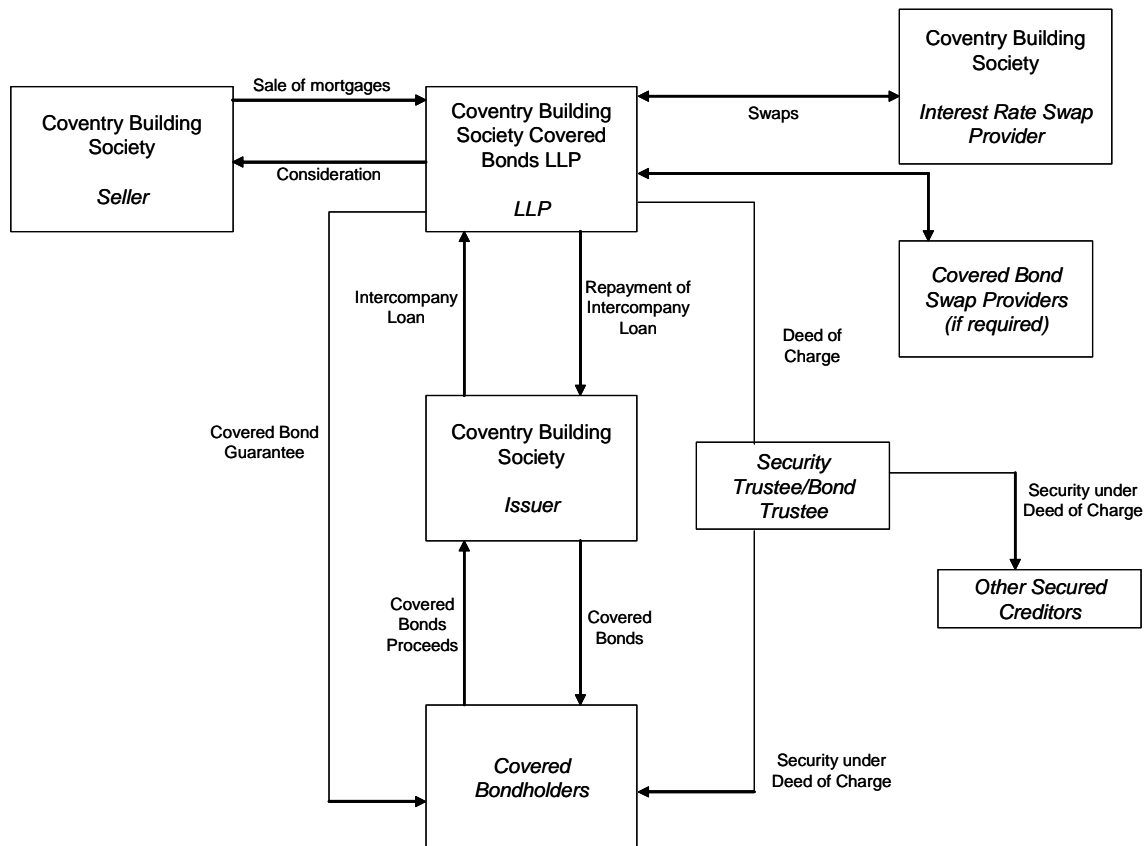 Coventry Building
Society
Seller
Sale of mortgages
Consideration
Coventry Building
Society Covered
Bonds LLP
LLP
Swaps
Coventry Building
Society
Interest Rate Swap
Provider
Covered Bond
Swap Providers
(if required)
Intercompany
Loan
Repayment of
Intercompany
Loan
Deed of
Charge
Covered Bond
Guarantee
Coventry Building
Society
Issuer
Security
Trustee/Bond
Trustee
Security under
Deed of Charge
Other Secured
Creditors
Covered
Bonds
Proceeds
Covered
Bonds
Covered
Bondholders
Security under
Deed of Charge